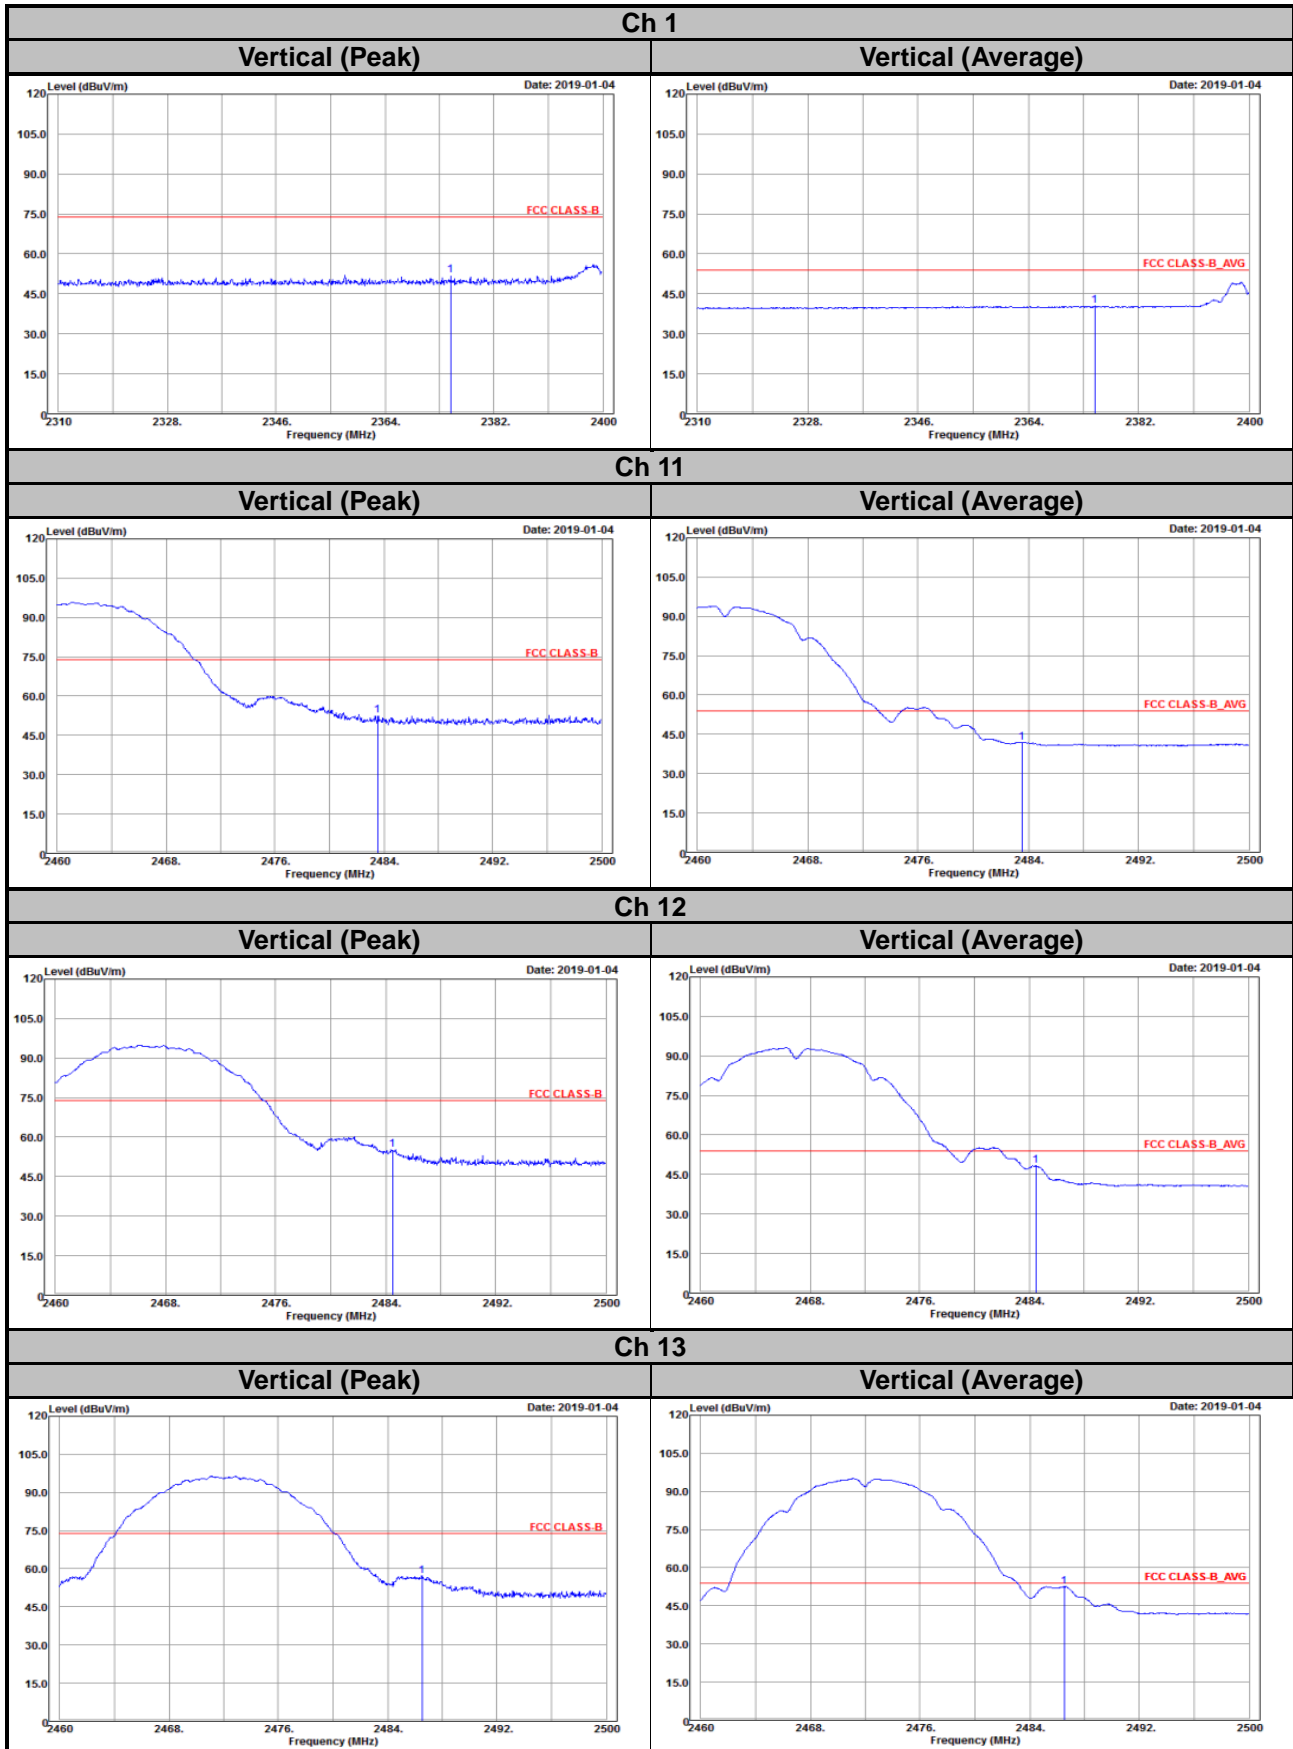 Ch 1
Vertical (Peak) Vertical (Average)
Level (dBuV/m) Date: 2019-01-04
120
105.0
90.0
75.0
FCC CLASS-B
60.0
1
45.0
30.0
15.0
0
2310 2328. 2346. 2364. 2382. 2400
Frequency (MHz)
Level (dBuV/m) Date: 2019-01-04
120
105.0
90.0
75.0
60.0
FCC CLASS-B_AVG
45.0
1
30.0
15.0
0
2310 2328. 2346. 2364. 2382. 2400
Frequency (MHz)
Ch 11
Vertical (Peak) Vertical (Average)
Level (dBuV/m) Date: 2019-01-04
120
105.0
90.0
75.0
FCC CLASS-B
60.0
1
45.0
30.0
15.0
0
2460 2468. 2476. 2484. 2492. 2500
Frequency (MHz)
Level (dBuV/m) Date: 2019-01-04
120
105.0
90.0
75.0
60.0
FCC CLASS-B_AVG
45.0
1
30.0
15.0
0
2460 2468. 2476. 2484. 2492. 2500
Frequency (MHz)
Ch 12
Vertical (Peak) Vertical (Average)
Level (dBuV/m) Date: 2019-01-04
120
105.0
90.0
75.0
FCC CLASS-B
60.0
1
45.0
30.0
15.0
0
2460 2468. 2476. 2484. 2492. 2500
Frequency (MHz)
Level (dBuV/m) Date: 2019-01-04
120
105.0
90.0
75.0
60.0
FCC CLASS-B_AVG
1
45.0
30.0
15.0
0
2460 2468. 2476. 2484. 2492. 2500
Frequency (MHz)
Ch 13
Vertical (Peak) Vertical (Average)
Level (dBuV/m) Date: 2019-01-04
120
105.0
90.0
75.0
FCC CLASS-B
60.0
1
45.0
30.0
15.0
0
2460 2468. 2476. 2484. 2492. 2500
Frequency (MHz)
Level (dBuV/m) Date: 2019-01-04
120
105.0
90.0
75.0
60.0
FCC CLASS-B_AVG
1
45.0
30.0
15.0
0
2460 2468. 2476. 2484. 2492. 2500
Frequency (MHz)